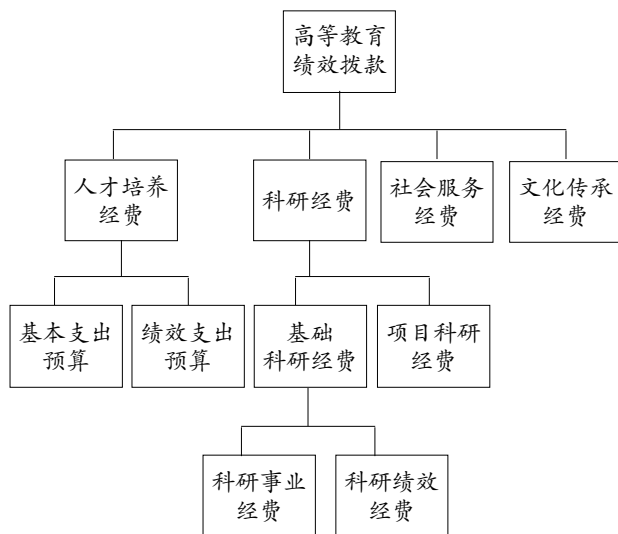 高等教育
绩效拨款
人才培养
经费
科研经费
社会服务
经费
文化传承
经费
基本支出
预算
绩效支出
预算
基础
科研经费
项目科研
经费
科研事业
经费
科研绩效
经费